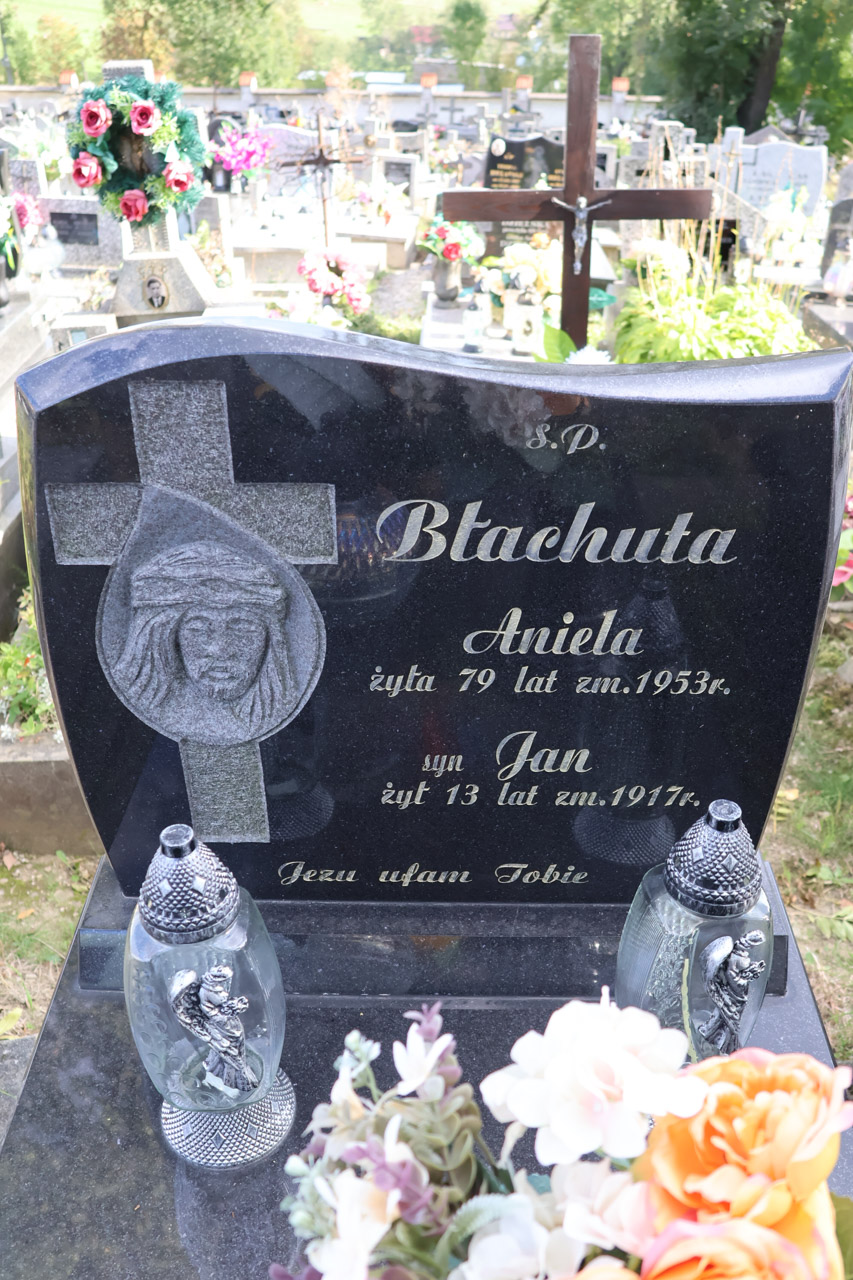 Ś.P.
Błachuta
Aniela
żyła 79 lat zm.1953r.
syn Jan
żył 13 lat zm.1917r.
Jezu ufam Tobie